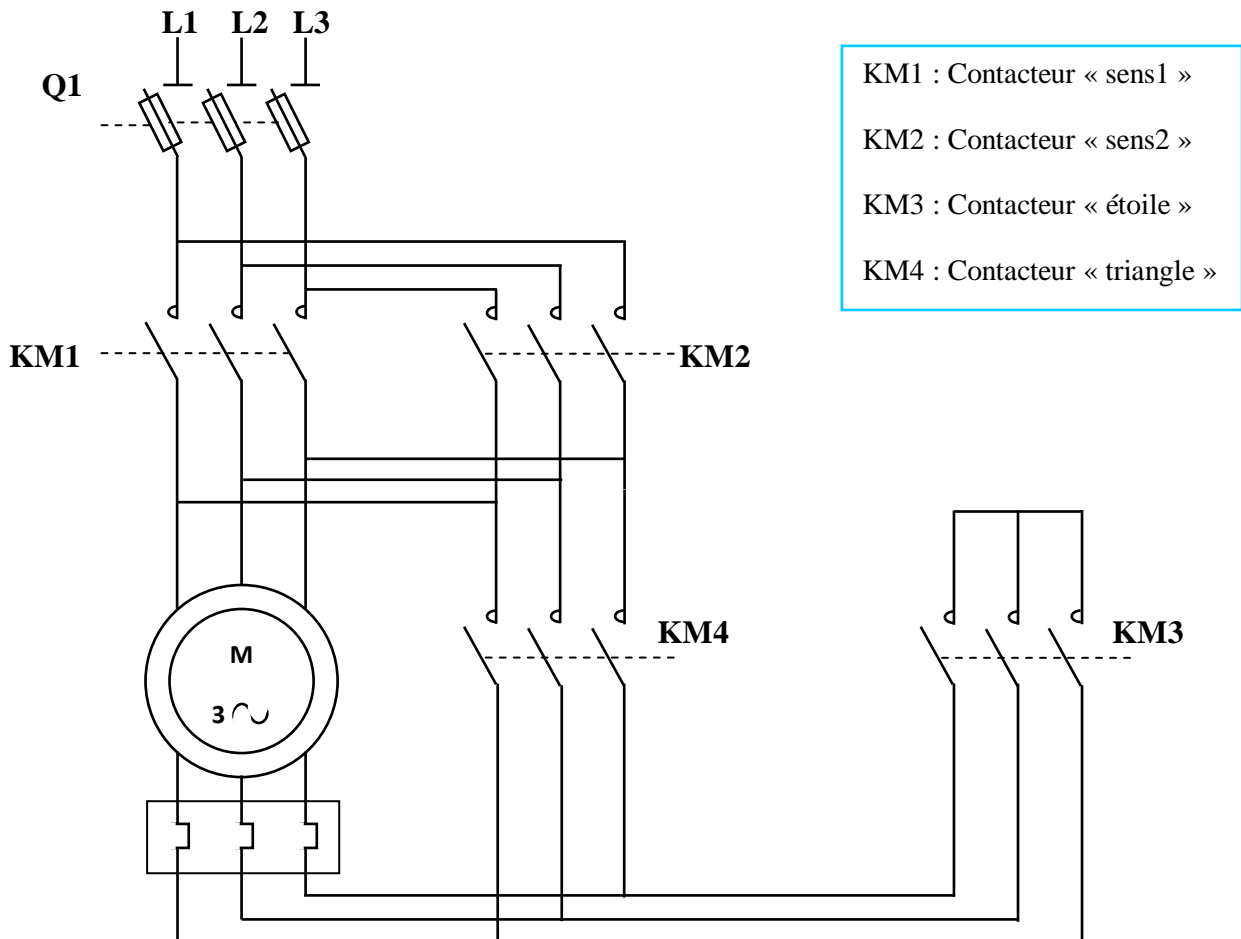 L1 L2 L3
Q1
KM1 : Contacteur « sens1 »
KM2 : Contacteur « sens2 »
KM3 : Contacteur « étoile »
KM4 : Contacteur « triangle »
KM1
KM2
KM4
KM3
M
3